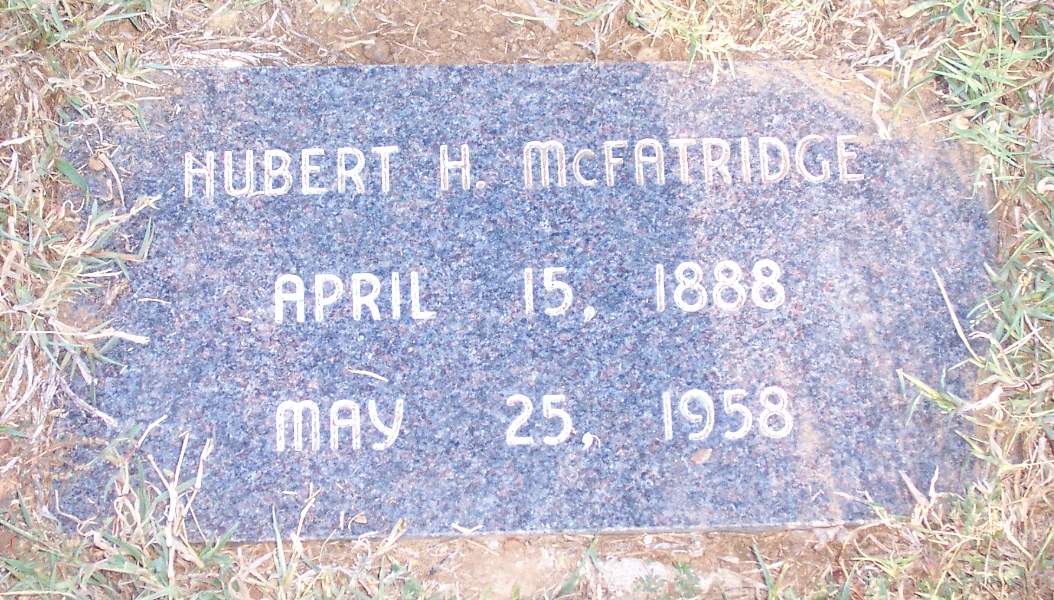 HUBERT H. McFATRIDGE
APRIL 15, 1888
MAY 25, 1958